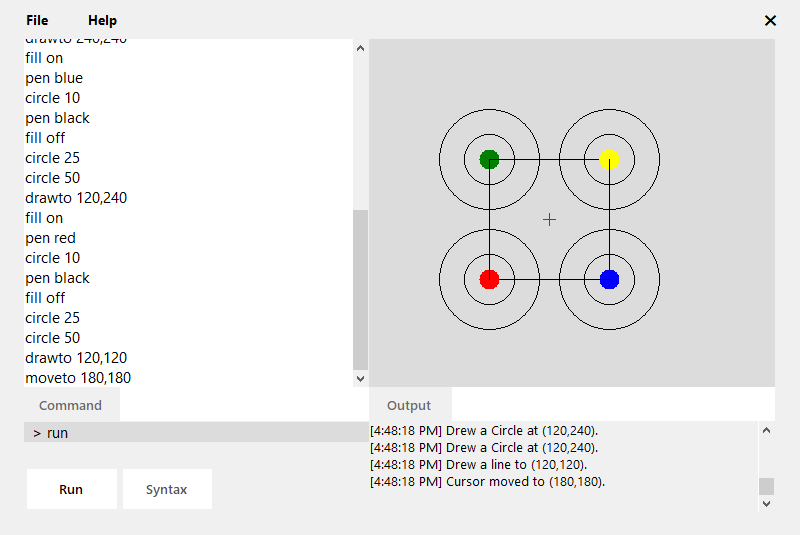 File Help
drawto 240,240
fill on
pen blue
circle 10
pen black
fill off
circle 25
circle 50
drawto 120,240
fill on
pen red
circle 10
pen black
fill off
circle 25
circle 50
drawto 120,120
moveto 180,180
Command
> run
Run Syntax
Output
[4:48:18 PM] Drew a Circle at (120,240).
[4:48:18 PM] Drew a Circle at (120,240).
[4:48:18 PM] Drew a line to (120,120).
[4:48:18 PM] Cursor moved to (180,180).